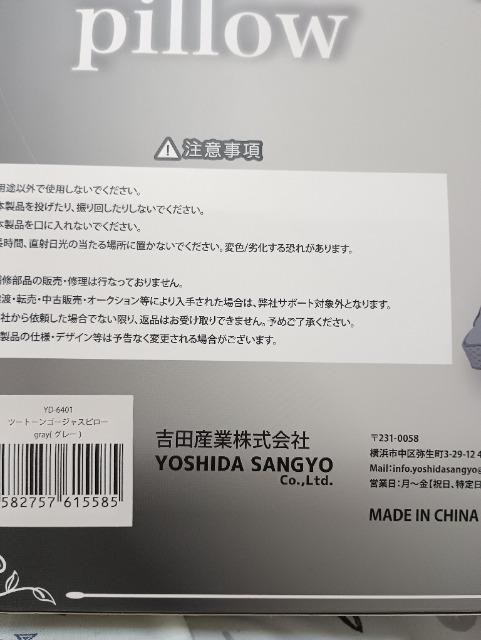 pillow
注意事項
用途以外で使用しないでください。
本製品を投げたり、振り回したりしないでください。
本製品を口に入れないでください。
長時間、直射日光の当たる場所に置かないでください。変色/劣化する恐れがあります。
補修部品の販売・修理は行なっておりません。
譲渡・転売・中古販売・オークション等により入手された場合は、弊社サポート対象外となります。
社から依頼した場合でない限り、返品はお受け取りできません。予めご了承ください。
製品の仕様・デザイン等は予告なく変更される場合がございます。
YD-6401
ツートーンゴージャスピロー
gray(グレー)
582757 615585
吉田産業株式会社
YOSHIDA SANGYO
Co.,Ltd.
〒231-0058
横浜市中区弥生町3-29-12 4
Mail:info.yoshidasangyo@
営業日:月〜金【祝日、特定日
MADE IN CHINA